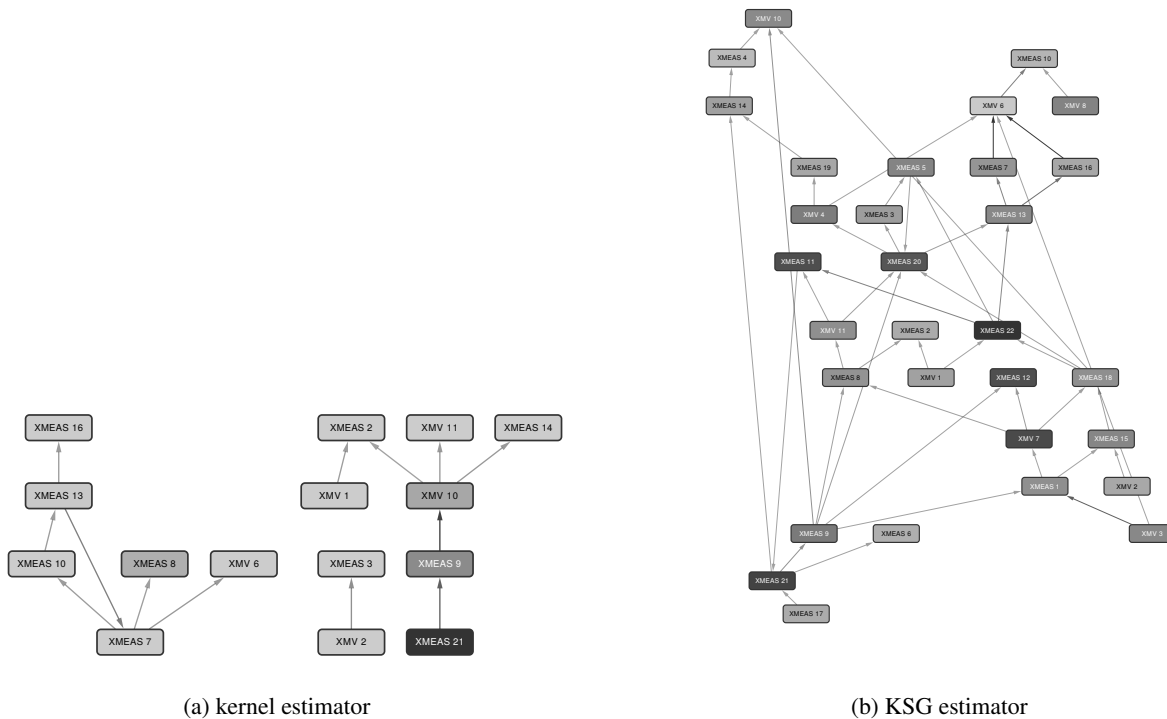 XMV 10
XMEAS 4
XMEAS 10
XMEAS 14
XMV 6
XMV 8
XMEAS 19
XMEAS 5
XMEAS 7
XMEAS 16
XMV 4
XMEAS 3
XMEAS 13
XMEAS 11
XMEAS 20
XMV 11
XMEAS 2
XMEAS 22
XMEAS 8
XMV 1
XMEAS 12
XMEAS 18
XMV 7
XMEAS 15
XMEAS 1
XMV 2
XMEAS 9
XMEAS 6
XMV 3
XMEAS 21
XMEAS 17
XMEAS 16
XMEAS 2
XMV 11
XMEAS 14
XMEAS 13
XMV 1
XMV 10
XMEAS 10
XMEAS 8
XMV 6
XMEAS 3
XMEAS 9
XMEAS 7
XMV 2
XMEAS 21
(a) kernel estimator
(b) KSG estimator